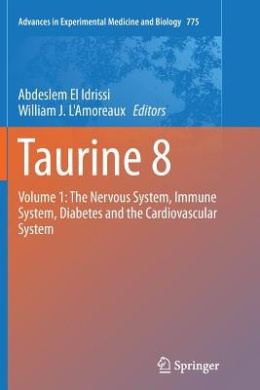 Advances in Experimental Medicine and Biology 775
Abdeslem El Idrissi
William J. L'Amoreaux Editors
Taurine 8
Volume 1: The Nervous System, Immune
System, Diabetes and the Cardiovascular
System
Springer